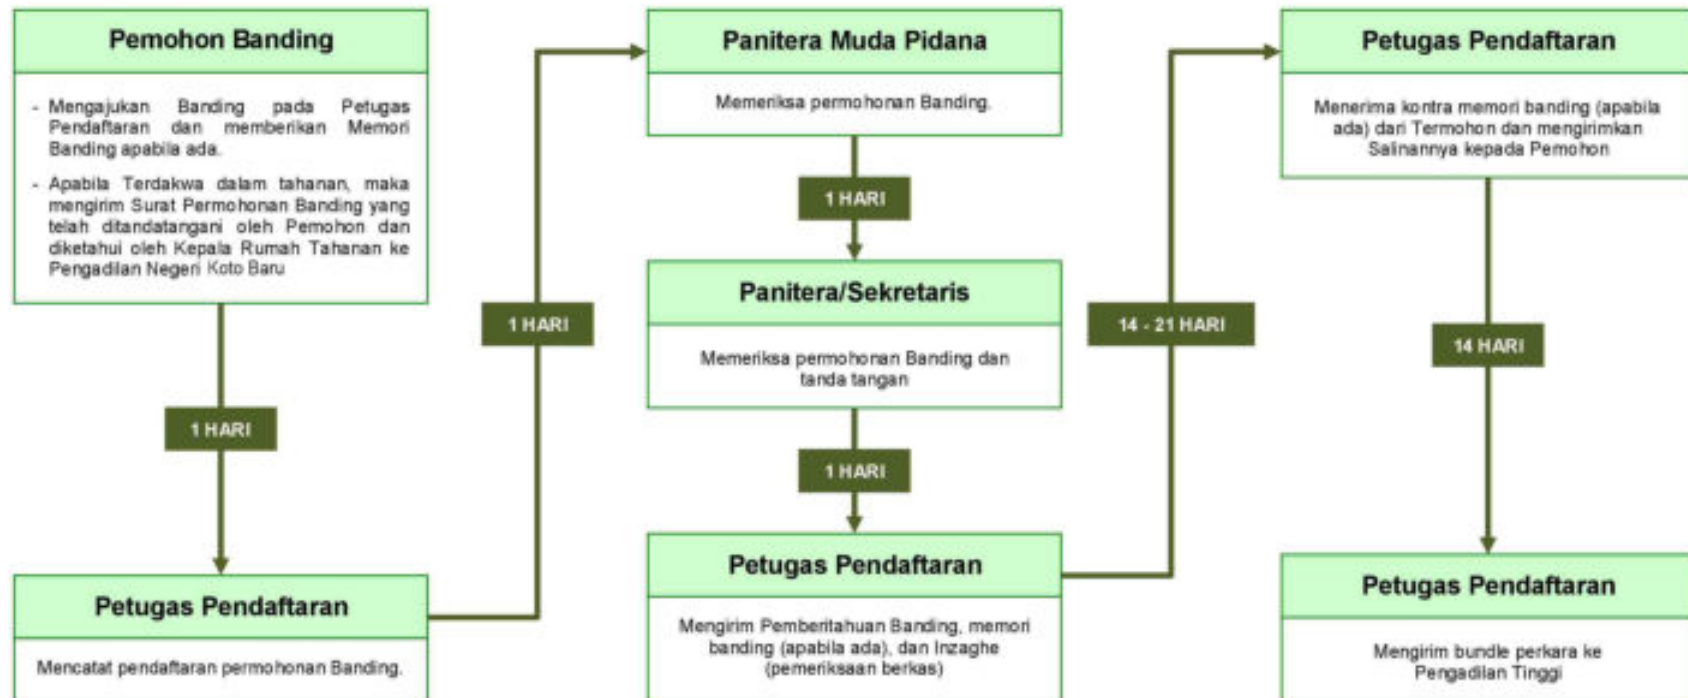 Pemohon Banding
- Mengajukan Banding pada Petugas
Pendaftaran dan memberikan Memori
Banding apabila ada.
- Apabila Terdakwa dalam tahanan, maka
mengirim Surat Permohonan Banding yang
telah ditandatangani oleh Pemohon dan
diketahui oleh Kepala Rumah Tahanan ke
Pengadilan Negeri Koto Baru
1 HARI
Petugas Pendaftaran
Mencatat pendaftaran permohonan Banding.
1 HARI
Panitera Muda Pidana
Memeriksa permohonan Banding.
1 HARI
Panitera/Sekretaris
Memeriksa permohonan Banding dan
tanda tangan
1 HARI
Petugas Pendaftaran
Mengirim Pemberitahuan Banding, memori
banding (apabila ada), dan Inzaghe
(pemeriksaan berkas)
14 - 21 HARI
Petugas Pendaftaran
Menerima kontra memori banding (apabila
ada) dari Termohon dan mengirimkan
Salinannya kepada Pemohon
14 HARI
Petugas Pendaftaran
Mengirim bundle perkara ke
Pengadilan Tinggi